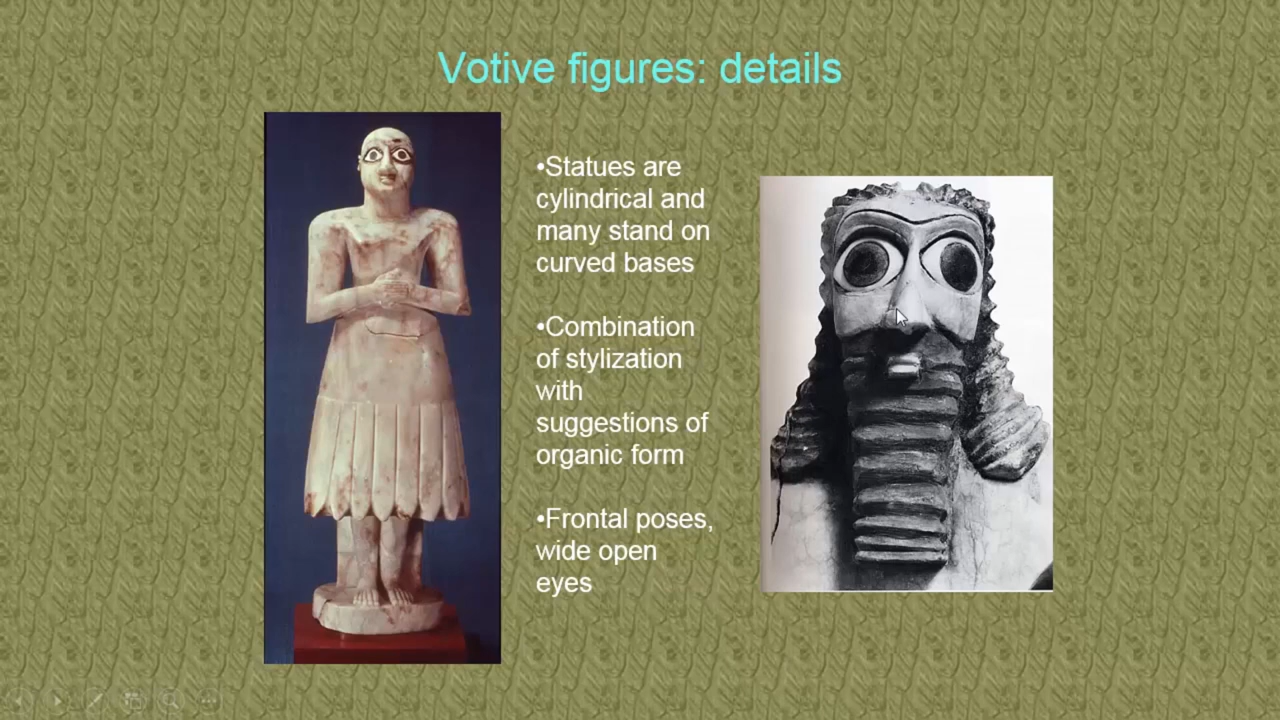 Votive figures: details
•Statues are
cylindrical and
many stand on
curved bases
•Combination
of stylization
with
suggestions of
organic form
•Frontal poses,
wide open
eyes